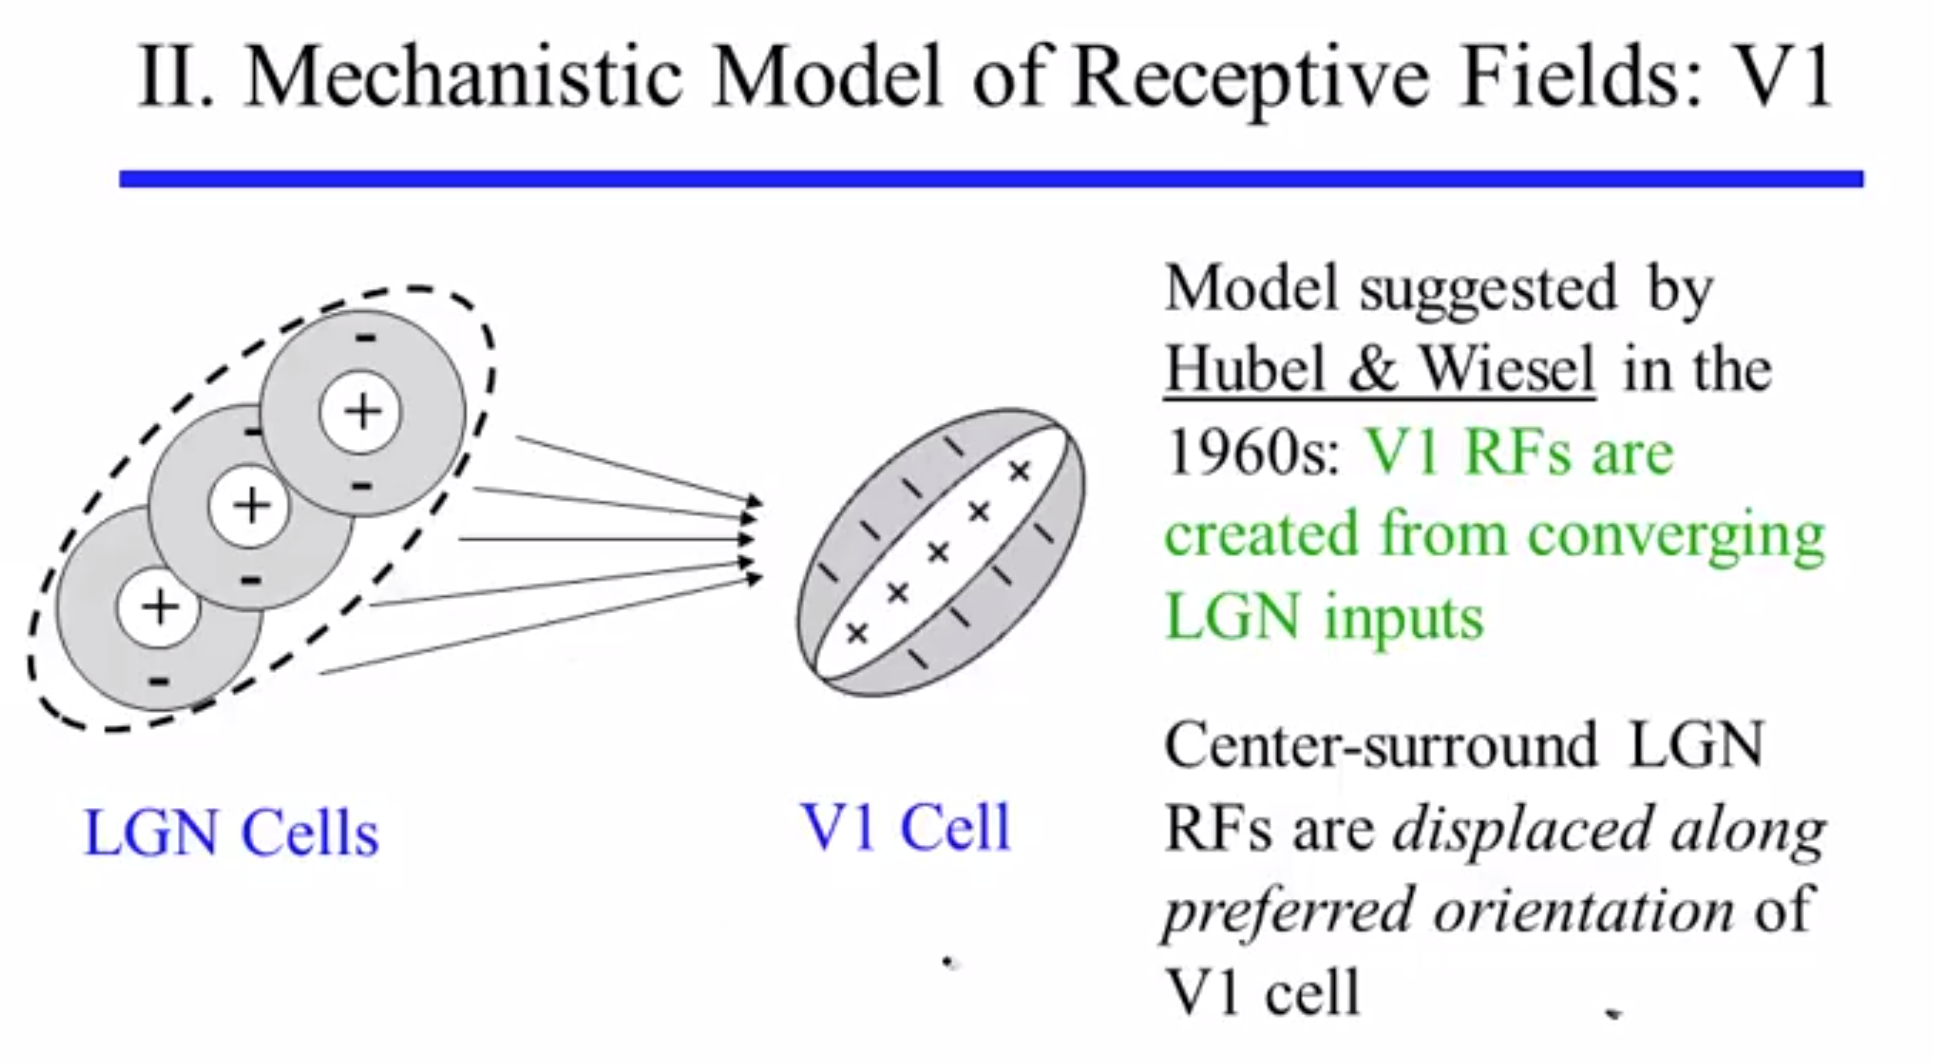 II. Mechanistic Model of Receptive Fields: V1
- + -
- + -
+ -
LGN Cells
V1 Cell
Model suggested by
Hubel & Wiesel in the
1960s: V1 RFs are
created from converging
LGN inputs
Center-surround LGN
RFs are displaced along
preferred orientation of
V1 cell